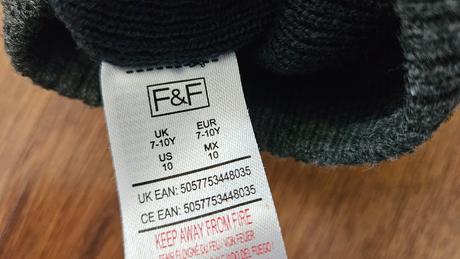 F&F
UK EUR
7-10Y 7-10Y
US MX
10 10
UK EAN: 5057753448035
CE EAN: 5057753448035
KEEP AWAY FROM FIRE